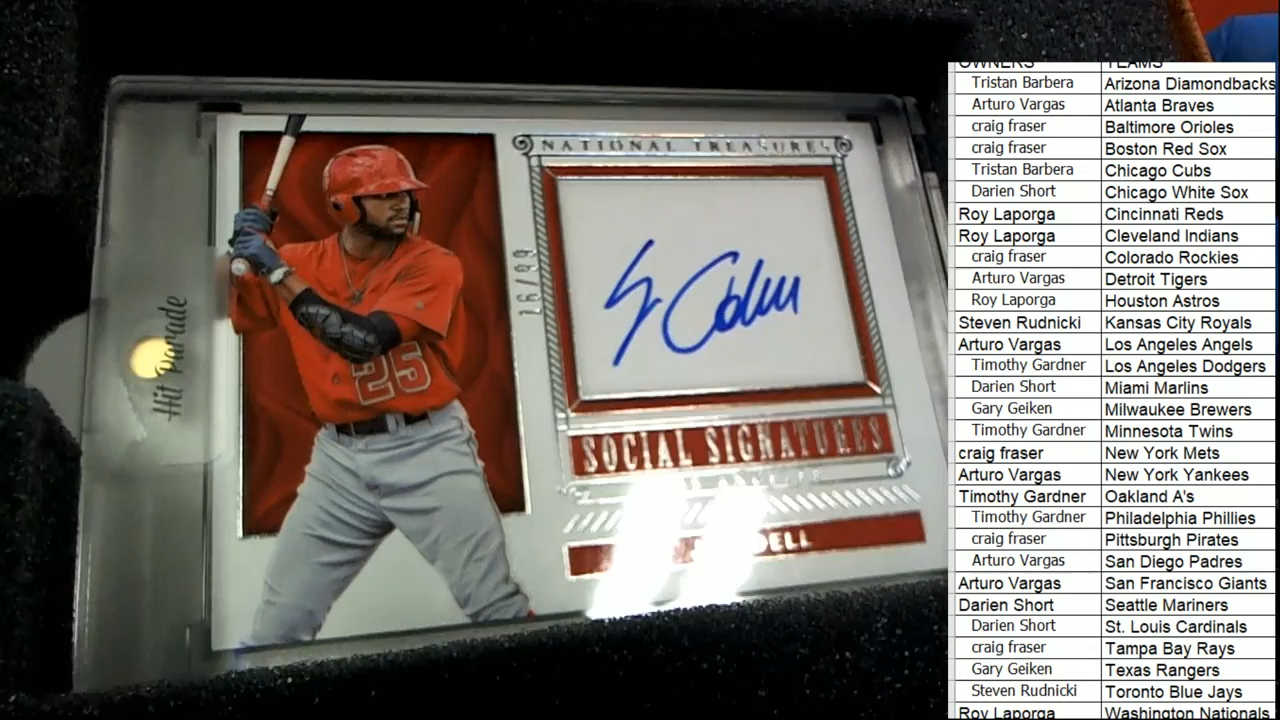 NATIONAL TREASURES
16/99
Hit Parade
25
SOCIAL SIGNATURES
OWNERS TEAMS
Tristan Barbera Arizona Diamondbacks
Arturo Vargas Atlanta Braves
craig fraser Baltimore Orioles
craig fraser Boston Red Sox
Tristan Barbera Chicago Cubs
Darien Short Chicago White Sox
Roy Laporga Cincinnati Reds
Roy Laporga Cleveland Indians
craig fraser Colorado Rockies
Arturo Vargas Detroit Tigers
Roy Laporga Houston Astros
Steven Rudnicki Kansas City Royals
Arturo Vargas Los Angeles Angels
Timothy Gardner Los Angeles Dodgers
Darien Short Miami Marlins
Gary Geiken Milwaukee Brewers
Timothy Gardner Minnesota Twins
craig fraser New York Mets
Arturo Vargas New York Yankees
Timothy Gardner Oakland A's
Timothy Gardner Philadelphia Phillies
craig fraser Pittsburgh Pirates
Arturo Vargas San Diego Padres
Arturo Vargas San Francisco Giants
Darien Short Seattle Mariners
Darien Short St. Louis Cardinals
craig fraser Tampa Bay Rays
Gary Geiken Texas Rangers
Steven Rudnicki Toronto Blue Jays
Roy Laporga Washington Nationals